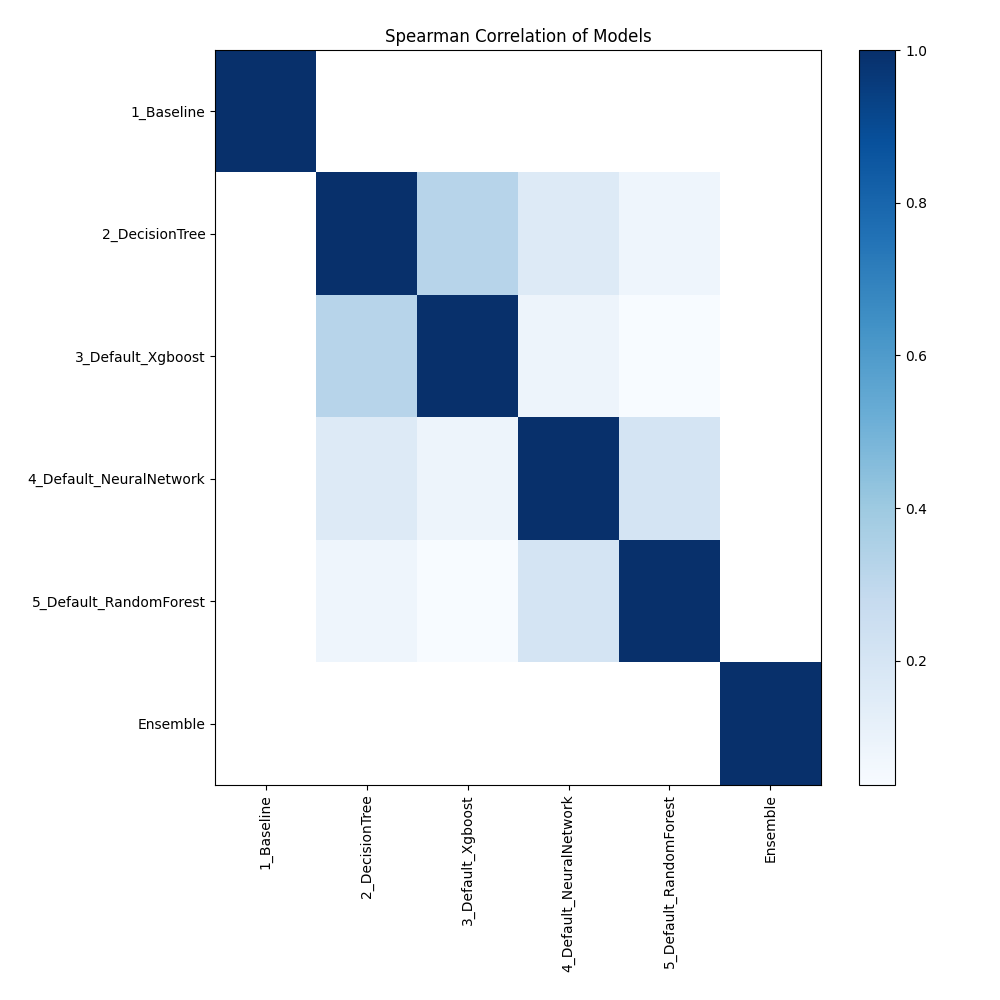 Spearman Correlation of Models
1_Baseline
2_DecisionTree
3_Default_Xgboost
4_Default_NeuralNetwork
5_Default_RandomForest
Ensemble
1_Baseline
2_DecisionTree
3_Default_Xgboost
4_Default_NeuralNetwork
5_Default_RandomForest
Ensemble
1.0
0.8
0.6
0.4
0.2